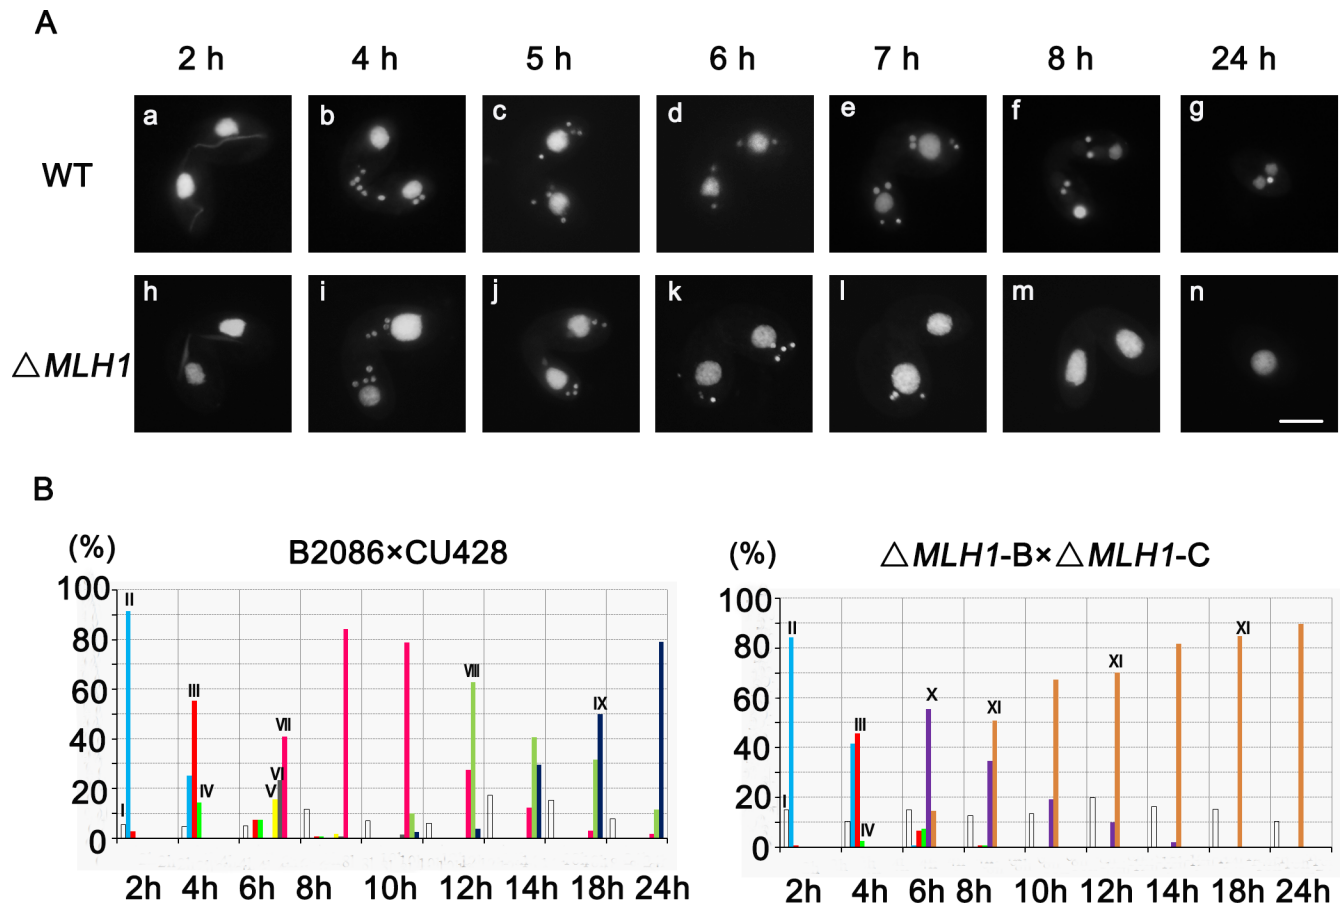 A
2 h 4 h 5 h 6 h 7 h 8 h 24 h
a b c d e f g
WT
h i j k l m n
△MLH1
B
(%) B2086×CU428
100
80
60
40
20
0
I II III IV V VI VII VIII IX
2h 4h 6h 8h 10h 12h 14h 18h 24h
(%) △MLH1-B×△MLH1-C
100
80
60
40
20
0
I II III IV X XI XI XI
2h 4h 6h 8h 10h 12h 14h 18h 24h